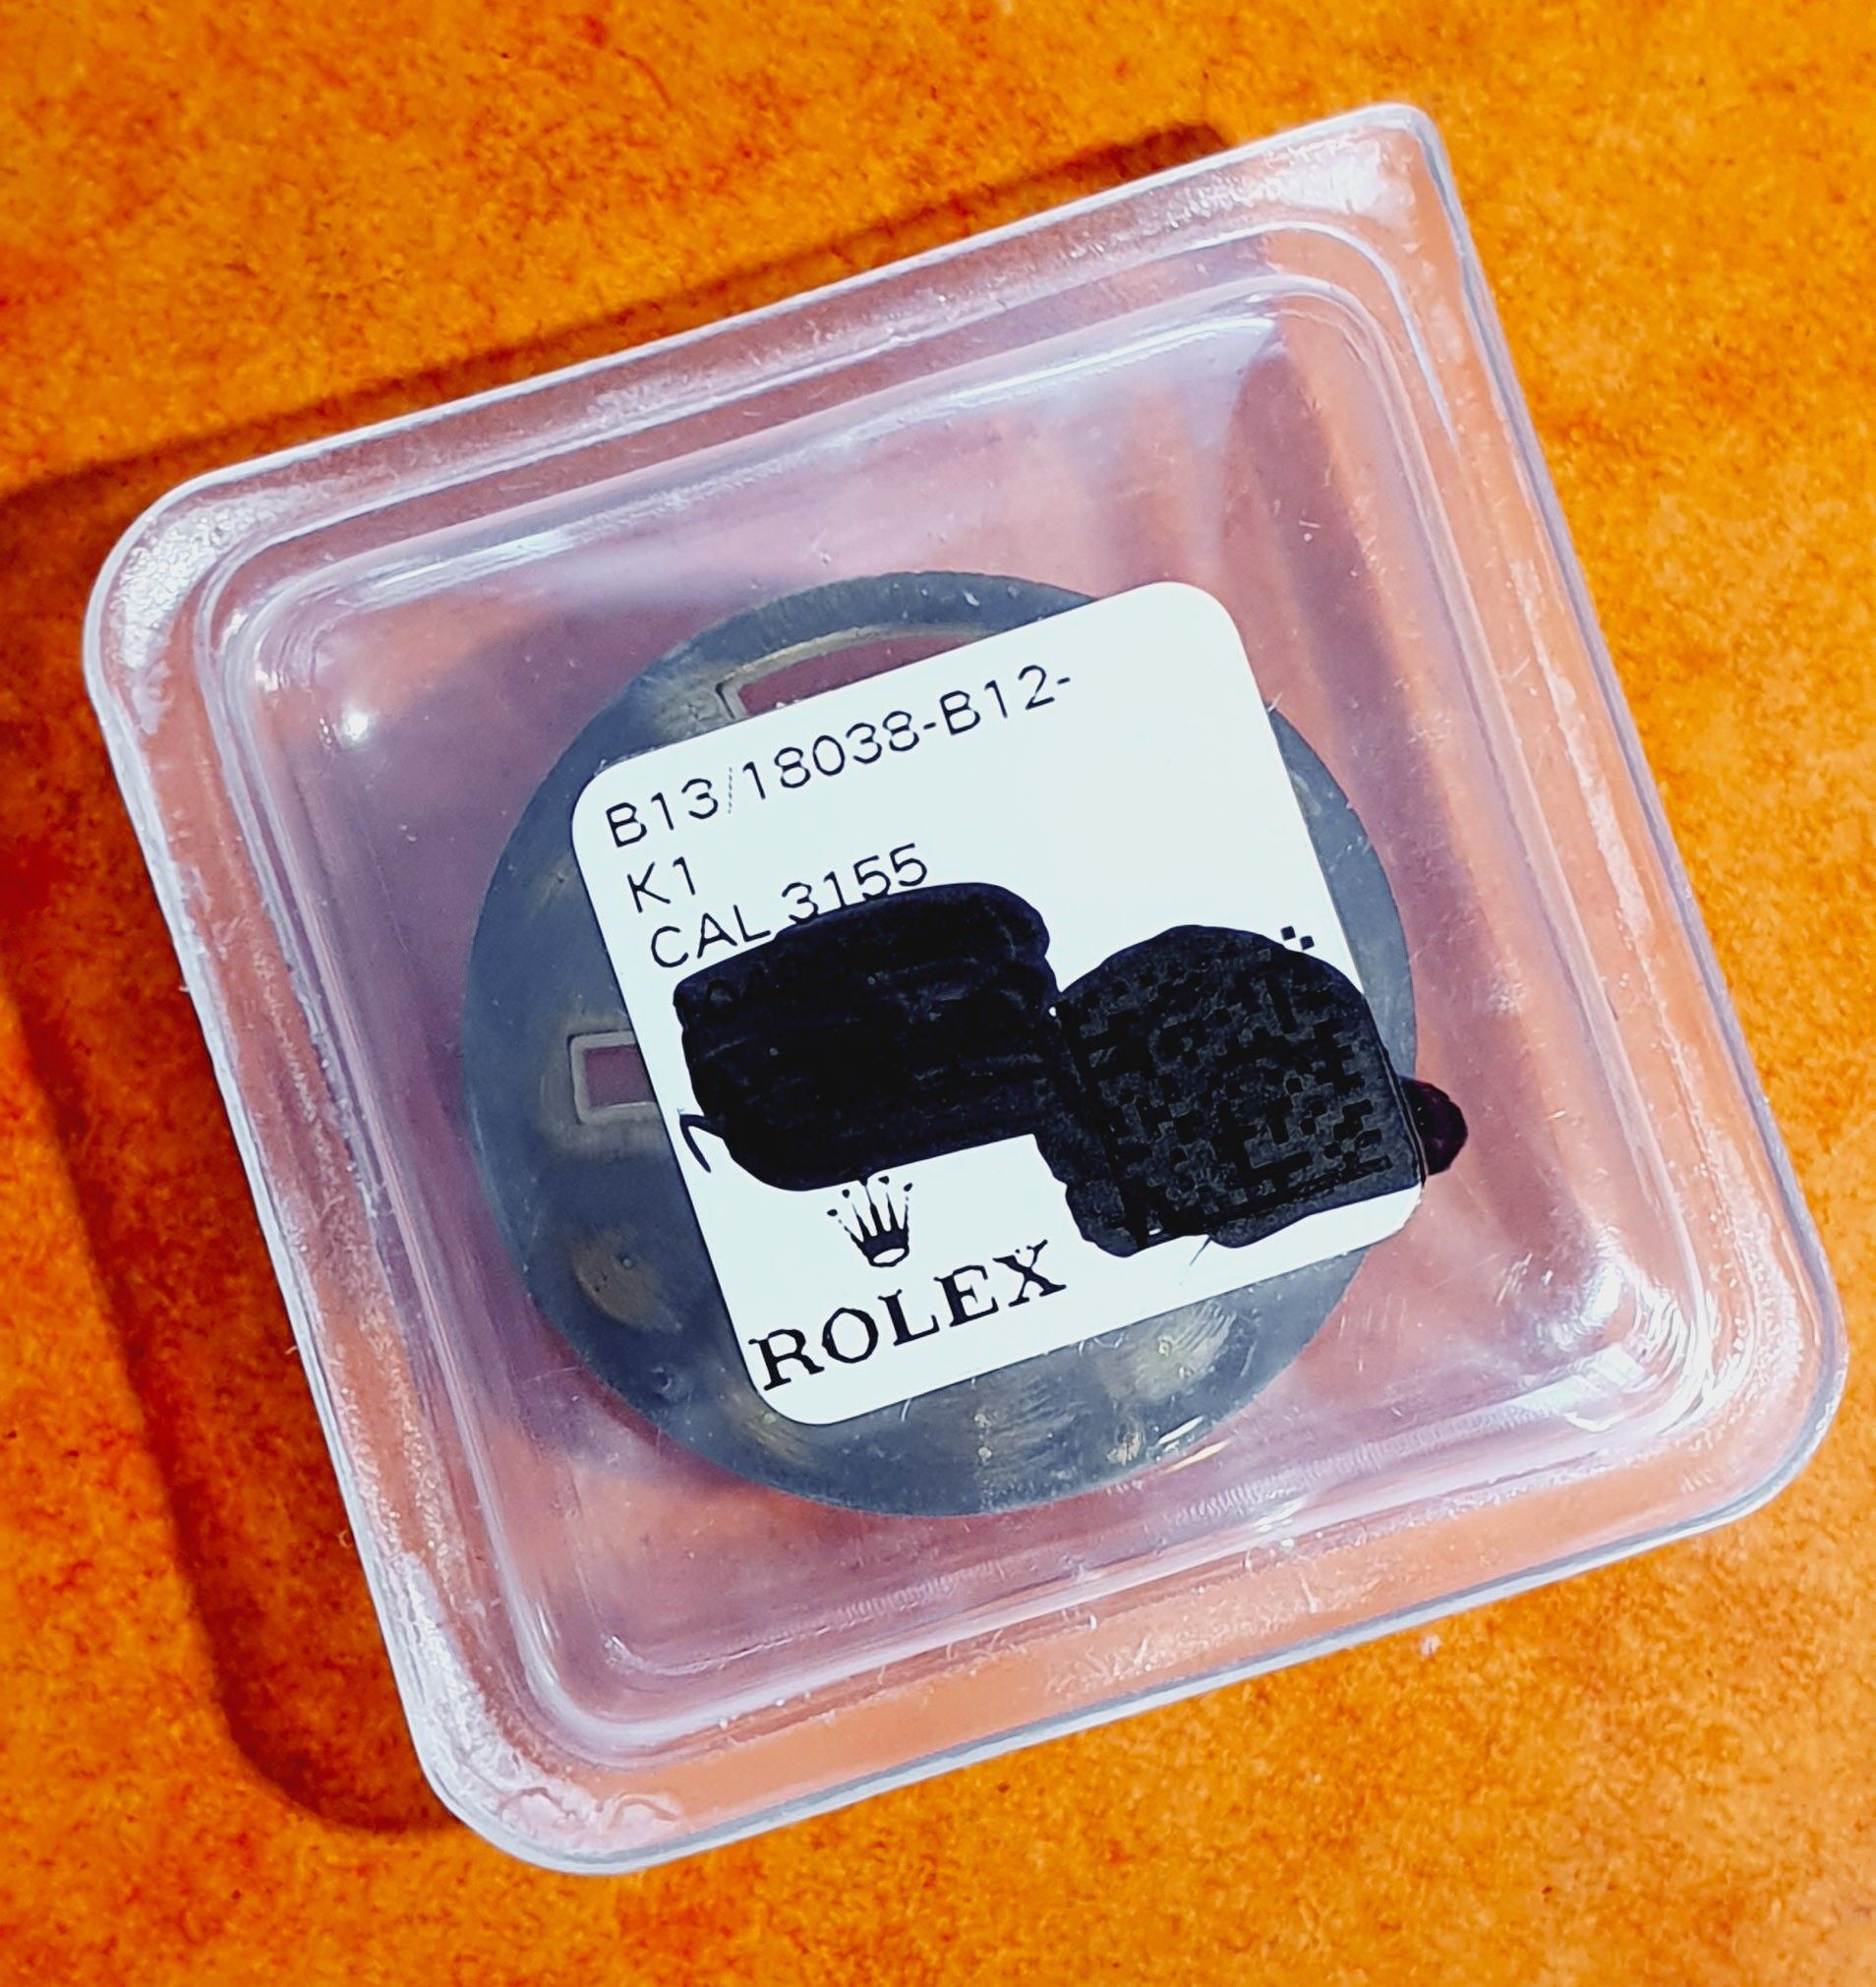 B13/18038-B12-
K1
CAL 3155
ROLEX